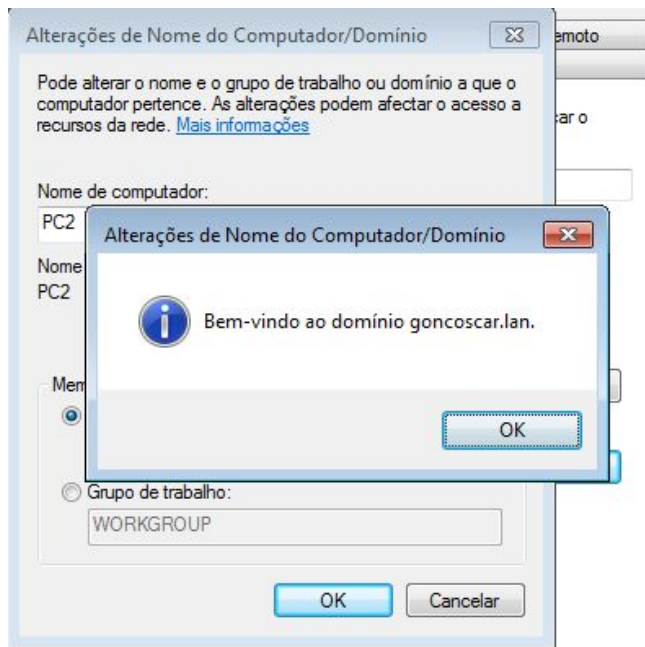 Alterações de Nome do Computador/Domínio
emoto
Pode alterar o nome e o grupo de trabalho ou domínio a que o
computador pertence. As alterações podem afectar o acesso a
recursos da rede. Mais informações
ar o
Nome de computador:
PC2
Nome
PC2
Alterações de Nome do Computador/Domínio
Bem-vindo ao domínio goncoscar.lan.
OK
Mem
Grupo de trabalho:
WORKGROUP
OK
Cancelar